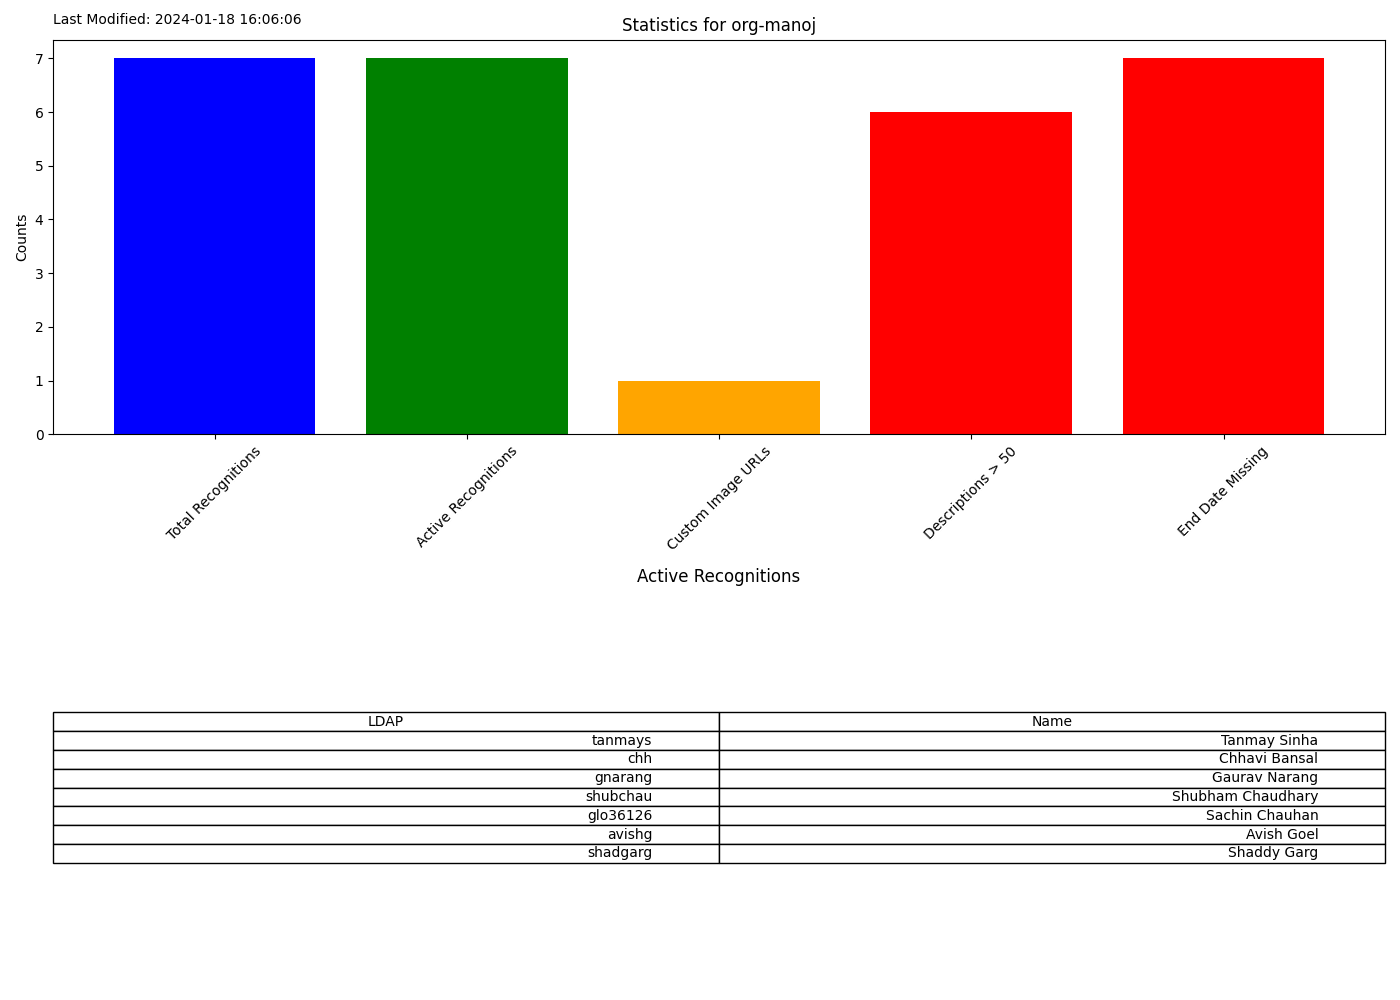 Last Modified: 2024-01-18 16:06:06
Statistics for org-manoj
7
6
5
4
3
2
1
0
Counts
Total Recognitions
Active Recognitions
Custom Image URLs
Descriptions > 50
End Date Missing
Active Recognitions
LDAP Name
tanmays Tanmay Sinha
chh Chhavi Bansal
gnarang Gaurav Narang
shubchau Shubham Chaudhary
glo36126 Sachin Chauhan
avishg Avish Goel
shadgarg Shaddy Garg